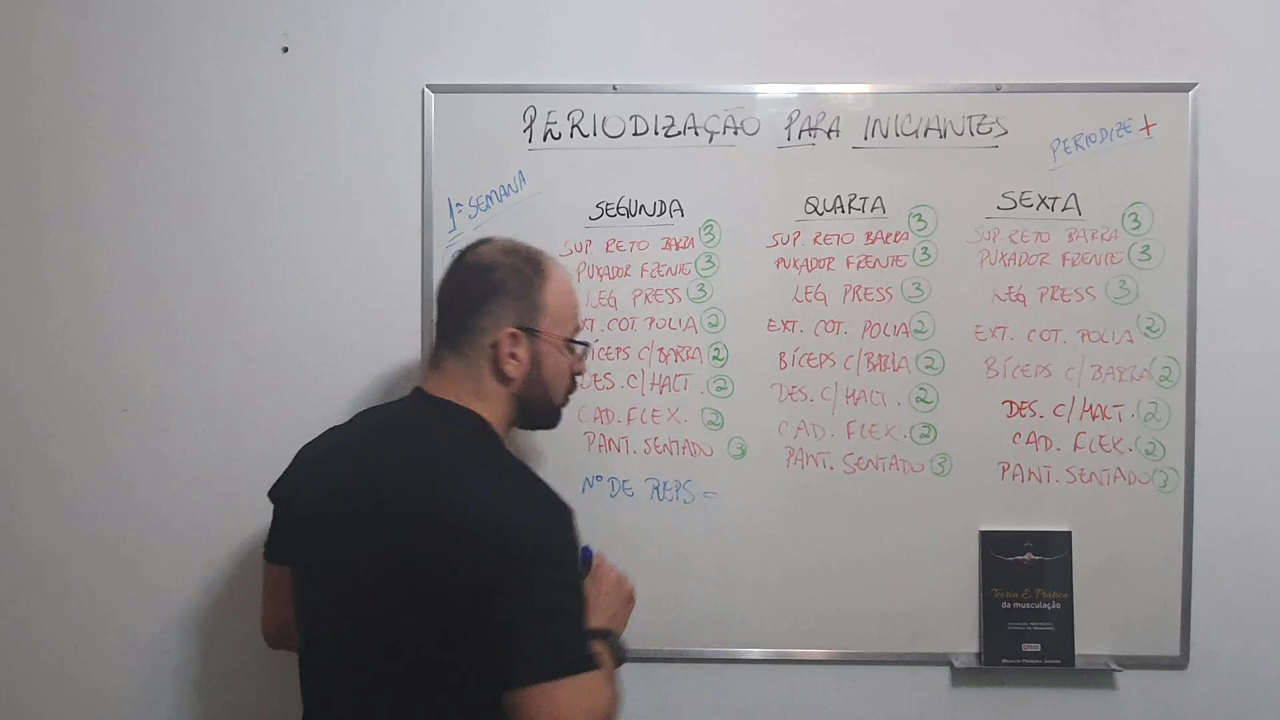 PERIODIZAÇÃO PARA INICIANTES
PERIODIZE +
1ª SEMANA
SEGUNDA
SUP. RETO BARRA 3
PUXADOR FRENTE 3
LEG PRESS 3
EXT. COT. POLIA 2
BÍCEPS C/ BARRA 2
DES. C/ HALT. 2
CAD. FLEX. 2
PANT. SENTADO 3
Nº DE REPS =
QUARTA
SUP. RETO BARRA 3
PUXADOR FRENTE 3
LEG PRESS 3
EXT. COT. POLIA 2
BÍCEPS C/ BARRA 2
DES. C/ HALT. 2
CAD. FLEX. 2
PANT. SENTADO 3
SEXTA
SUP. RETO BARRA 3
PUXADOR FRENTE 3
LEG PRESS 3
EXT. COT. POLIA 2
BÍCEPS C/ BARRA 2
DES. C/ HALT. 2
CAD. FLEX. 2
PANT. SENTADO 3
Teoria & Prática
da musculação